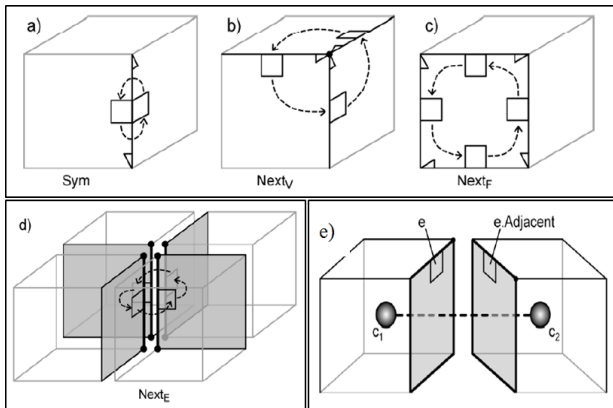 a)
b)
c)
Sym
Next_V
Next_F
d)
e)
e
e.Adjacent
c_1
c_2
Next_E